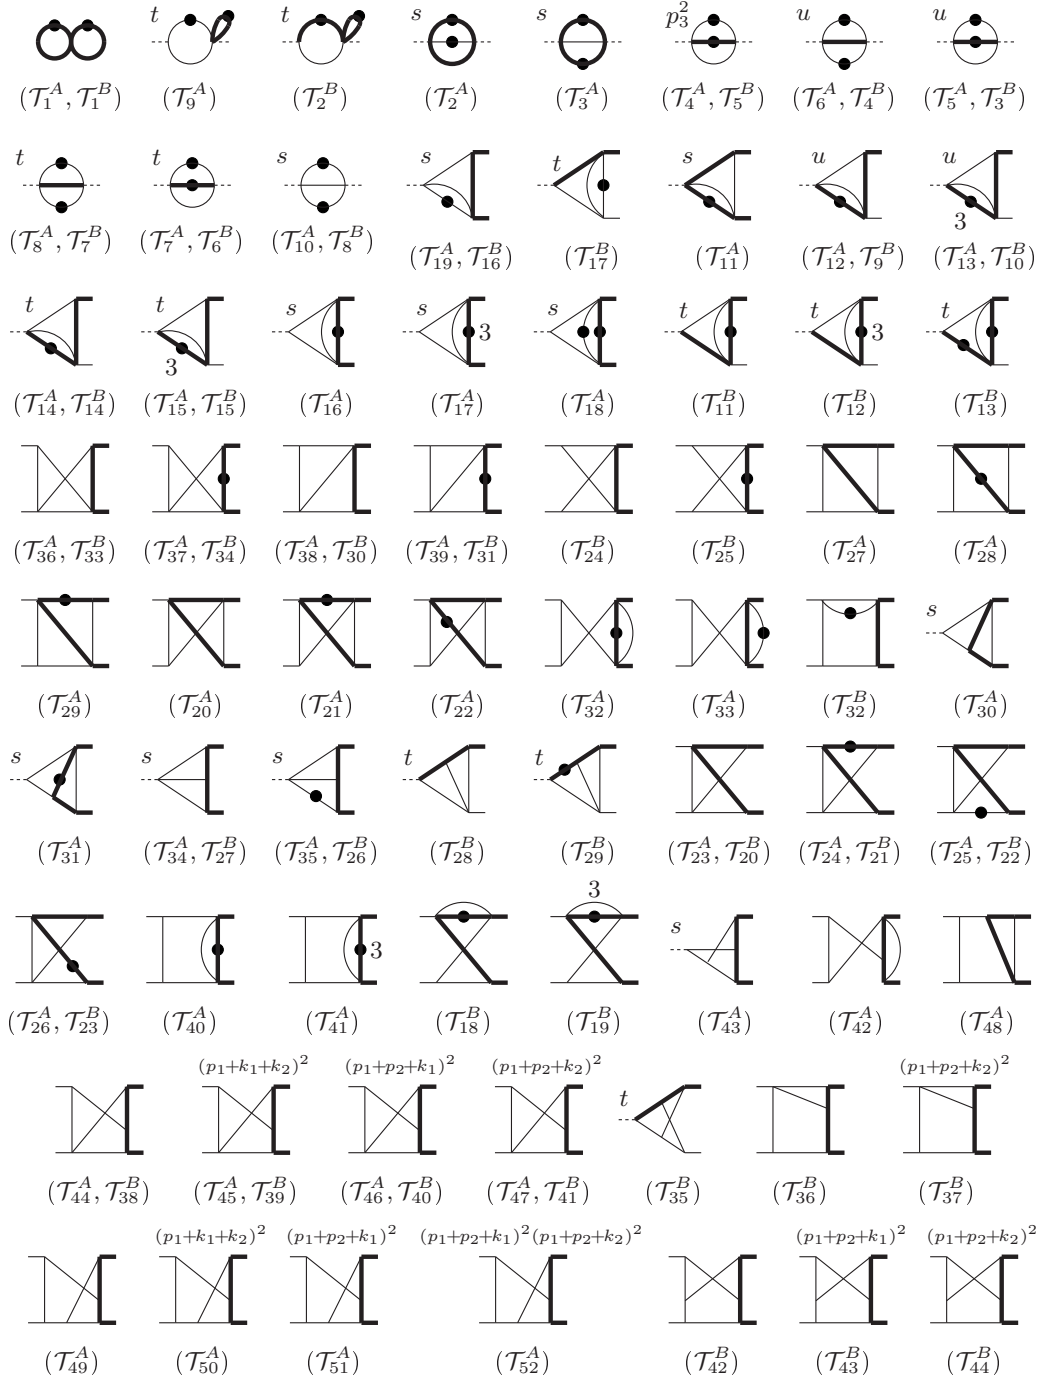 t t s s p_3^2 u u
(𝒯_1^A, 𝒯_1^B) (𝒯_9^A) (𝒯_2^B) (𝒯_2^A) (𝒯_3^A) (𝒯_4^A, 𝒯_5^B) (𝒯_6^A, 𝒯_4^B) (𝒯_5^A, 𝒯_3^B)
t t s s t s u u
3
(𝒯_8^A, 𝒯_7^B) (𝒯_7^A, 𝒯_6^B) (𝒯_10^A, 𝒯_8^B) (𝒯_19^A, 𝒯_16^B) (𝒯_17^B) (𝒯_11^A) (𝒯_12^A, 𝒯_9^B) (𝒯_13^A, 𝒯_10^B)
t t s s s t t t
3 3 3
(𝒯_14^A, 𝒯_14^B) (𝒯_15^A, 𝒯_15^B) (𝒯_16^A) (𝒯_17^A) (𝒯_18^A) (𝒯_11^B) (𝒯_12^B) (𝒯_13^B)
(𝒯_36^A, 𝒯_33^B) (𝒯_37^A, 𝒯_34^B) (𝒯_38^A, 𝒯_30^B) (𝒯_39^A, 𝒯_31^B) (𝒯_24^B) (𝒯_25^B) (𝒯_27^A) (𝒯_28^A)
s
(𝒯_29^A) (𝒯_20^A) (𝒯_21^A) (𝒯_22^A) (𝒯_32^A) (𝒯_33^A) (𝒯_32^B) (𝒯_30^A)
s s s t t
(𝒯_31^A) (𝒯_34^A, 𝒯_27^B) (𝒯_35^A, 𝒯_26^B) (𝒯_28^B) (𝒯_29^B) (𝒯_23^A, 𝒯_20^B) (𝒯_24^A, 𝒯_21^B) (𝒯_25^A, 𝒯_22^B)
3 3 s
(𝒯_26^A, 𝒯_23^B) (𝒯_40^A) (𝒯_41^A) (𝒯_18^B) (𝒯_19^B) (𝒯_43^A) (𝒯_42^A) (𝒯_48^A)
(p_1+k_1+k_2)^2 (p_1+p_2+k_1)^2 (p_1+p_2+k_2)^2 t (p_1+p_2+k_2)^2
(𝒯_44^A, 𝒯_38^B) (𝒯_45^A, 𝒯_39^B) (𝒯_46^A, 𝒯_40^B) (𝒯_47^A, 𝒯_41^B) (𝒯_35^B) (𝒯_36^B) (𝒯_37^B)
(p_1+k_1+k_2)^2 (p_1+p_2+k_1)^2 (p_1+p_2+k_1)^2(p_1+p_2+k_2)^2 (p_1+p_2+k_1)^2 (p_1+p_2+k_2)^2
(𝒯_49^A) (𝒯_50^A) (𝒯_51^A) (𝒯_52^A) (𝒯_42^B) (𝒯_43^B) (𝒯_44^B)